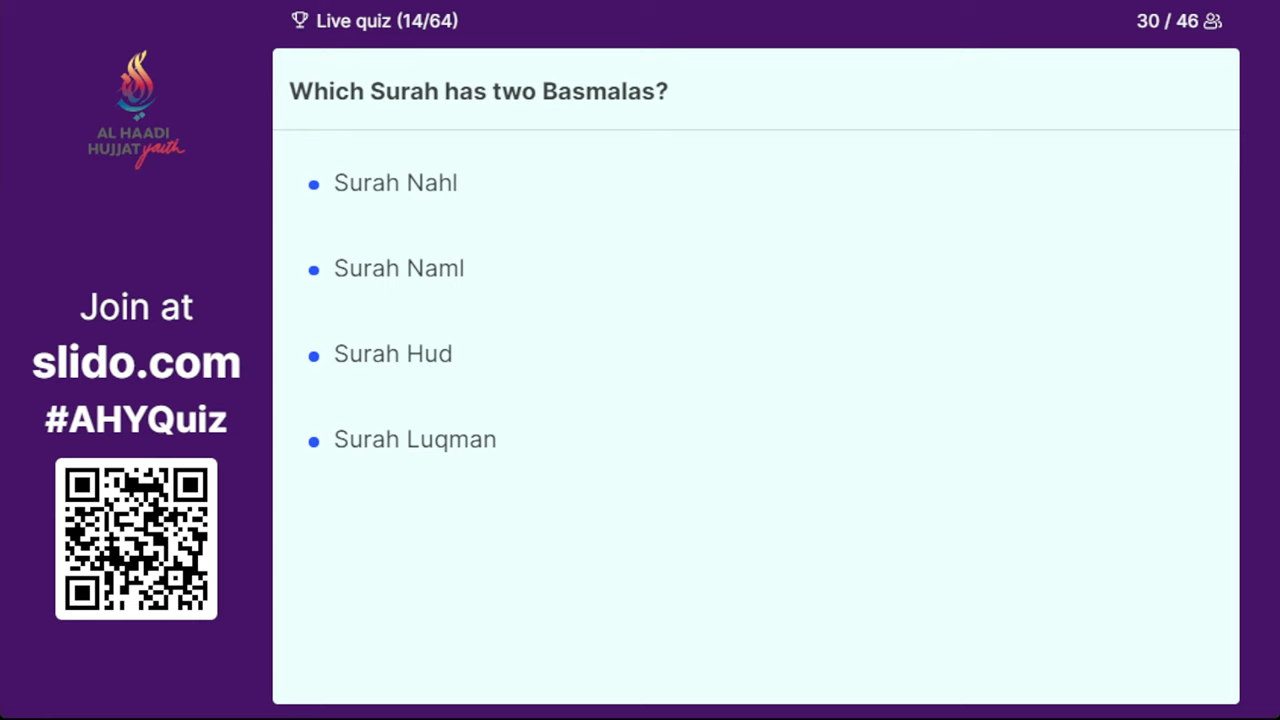 Live quiz (14/64)
30 / 46
AL HAADI
HUJJAT youth
Which Surah has two Basmalas?
Surah Nahl
Surah Naml
Surah Hud
Surah Luqman
Join at
slido.com
#AHYQuiz